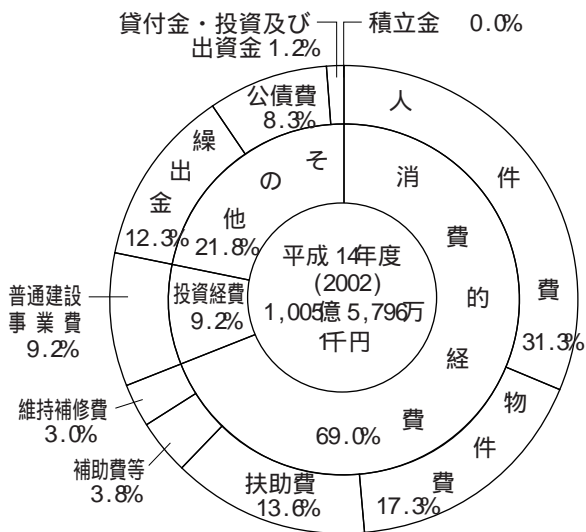 貸付金・投資及び
出資金 1.2%
積立金 0.0%
公債費
8.3%
繰出金
12.3%
その他
21.8%
人件費
31.3%
消費的経費
69.0%
平成 14年度
(2002)
1,005億 5,796万
1千円
投資経費
9.2%
普通建設
事業費
9.2%
維持補修費
3.0%
補助費等
3.8%
扶助費
13.6%
物件費
17.3%